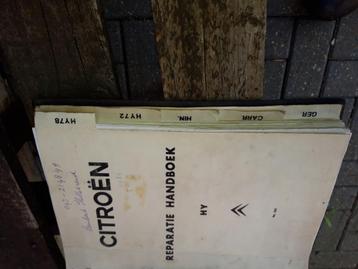 GER.
CARR.
HIN.
HY72
HY78
CITROËN
REPARATIE HANDBOEK
HY